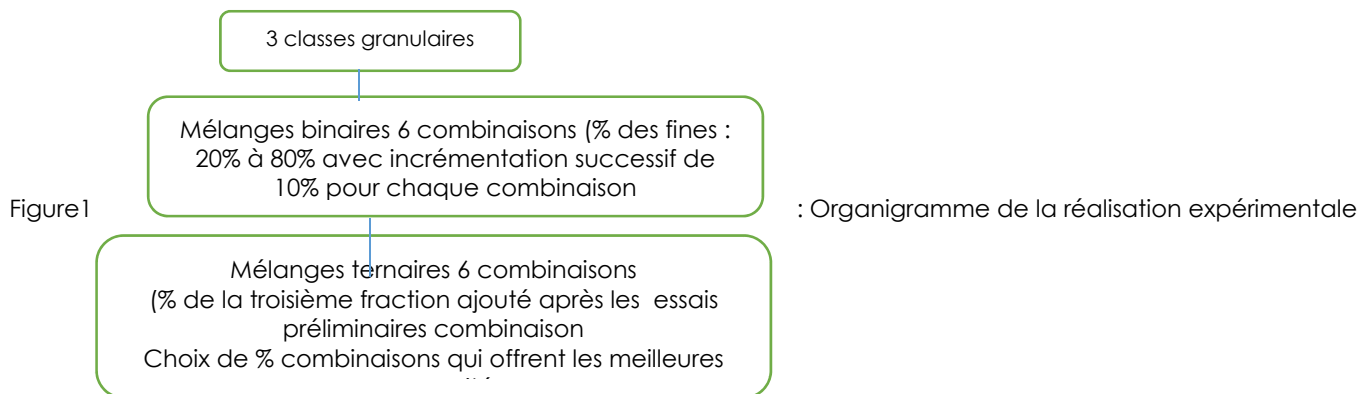 3 classes granulaires
Mélanges binaires 6 combinaisons (% des fines :
20% à 80% avec incrémentation successif de
10% pour chaque combinaison
Figure1 : Organigramme de la réalisation expérimentale
Mélanges ternaires 6 combinaisons
(% de la troisième fraction ajouté après les essais
préliminaires combinaison
Choix de % combinaisons qui offrent les meilleures